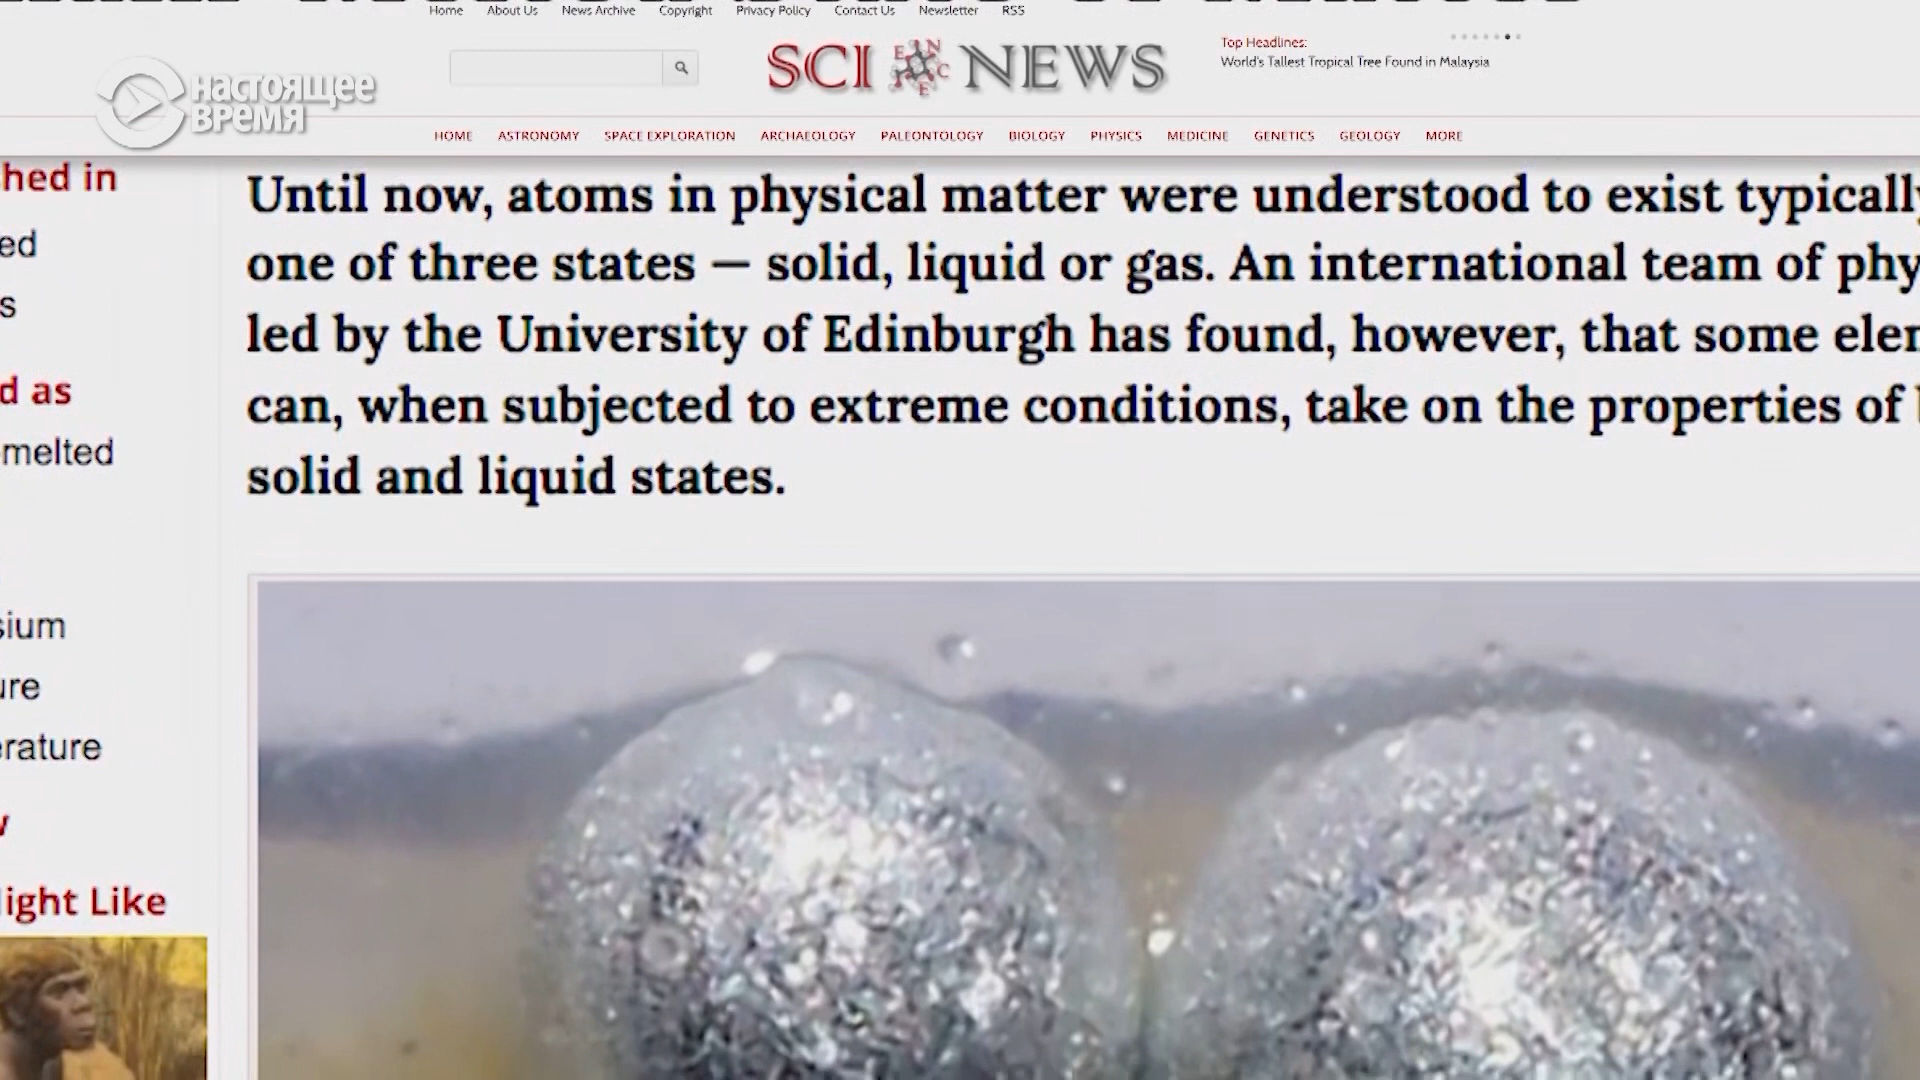 Home About Us News Archive Copyright Privacy Policy Contact Us Newsletter RSS
SCI SCIENCE NEWS
Top Headlines:
World's Tallest Tropical Tree Found in Malaysia
настоящее
время
HOME ASTRONOMY SPACE EXPLORATION ARCHAEOLOGY PALEONTOLOGY BIOLOGY PHYSICS MEDICINE GENETICS GEOLOGY MORE
hed in
ed
s
d as
melted
sium
ure
erature
ight Like
Until now, atoms in physical matter were understood to exist typically
one of three states — solid, liquid or gas. An international team of phy
led by the University of Edinburgh has found, however, that some elem
can, when subjected to extreme conditions, take on the properties of
solid and liquid states.